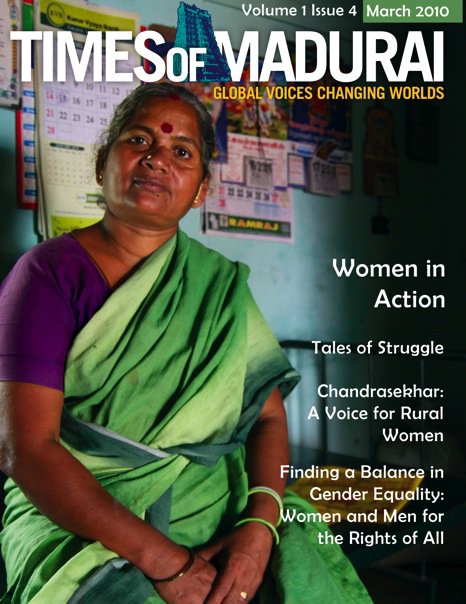 Volume 1 Issue 4 March 2010
TIMES OF MADURAI
GLOBAL VOICES CHANGING WORLDS
RAMRAJ
Women in
Action
Tales of Struggle
Chandrasekhar:
A Voice for Rural
Women
Finding a Balance in
Gender Equality:
Women and Men for
the Rights of All